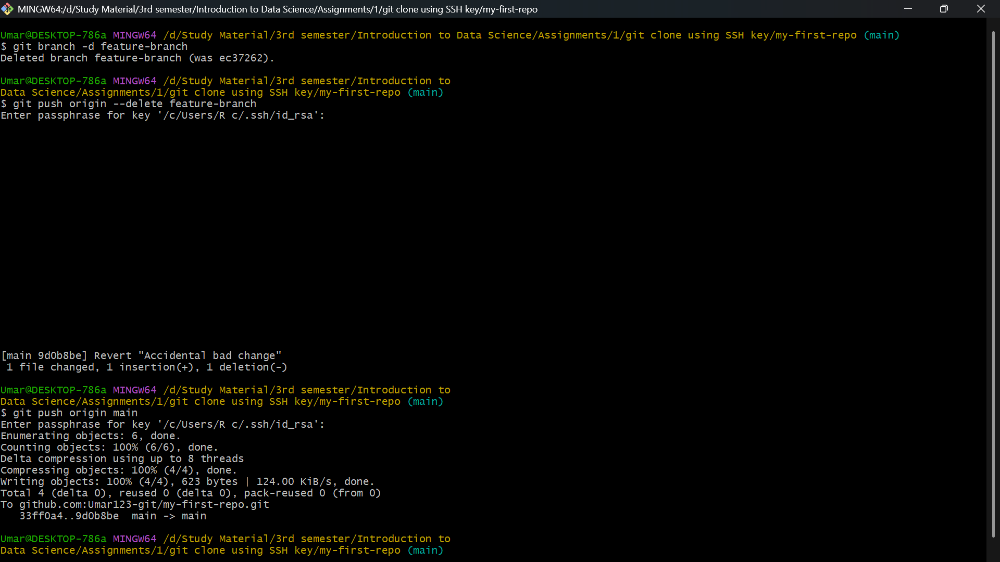 MINGW64:/d/Study Material/3rd semester/Introduction to Data Science/Assignments/1/git clone using SSH key/my-first-repo
Umar@DESKTOP-786a MINGW64 /d/Study Material/3rd semester/Introduction to Data Science/Assignments/1/git clone using SSH key/my-first-repo (main)
$ git branch -d feature-branch
Deleted branch feature-branch (was ec37262).
Umar@DESKTOP-786a MINGW64 /d/Study Material/3rd semester/Introduction to
Data Science/Assignments/1/git clone using SSH key/my-first-repo (main)
$ git push origin --delete feature-branch
Enter passphrase for key '/c/Users/R c/.ssh/id_rsa':
[main 9d0b8be] Revert "Accidental bad change"
 1 file changed, 1 insertion(+), 1 deletion(-)
Umar@DESKTOP-786a MINGW64 /d/Study Material/3rd semester/Introduction to
Data Science/Assignments/1/git clone using SSH key/my-first-repo (main)
$ git push origin main
Enter passphrase for key '/c/Users/R c/.ssh/id_rsa':
Enumerating objects: 6, done.
Counting objects: 100% (6/6), done.
Delta compression using up to 8 threads
Compressing objects: 100% (4/4), done.
Writing objects: 100% (4/4), 623 bytes | 124.00 KiB/s, done.
Total 4 (delta 0), reused 0 (delta 0), pack-reused 0 (from 0)
To github.com:Umar123-git/my-first-repo.git
   33ff0a4..9d0b8be  main -> main
Umar@DESKTOP-786a MINGW64 /d/Study Material/3rd semester/Introduction to
Data Science/Assignments/1/git clone using SSH key/my-first-repo (main)